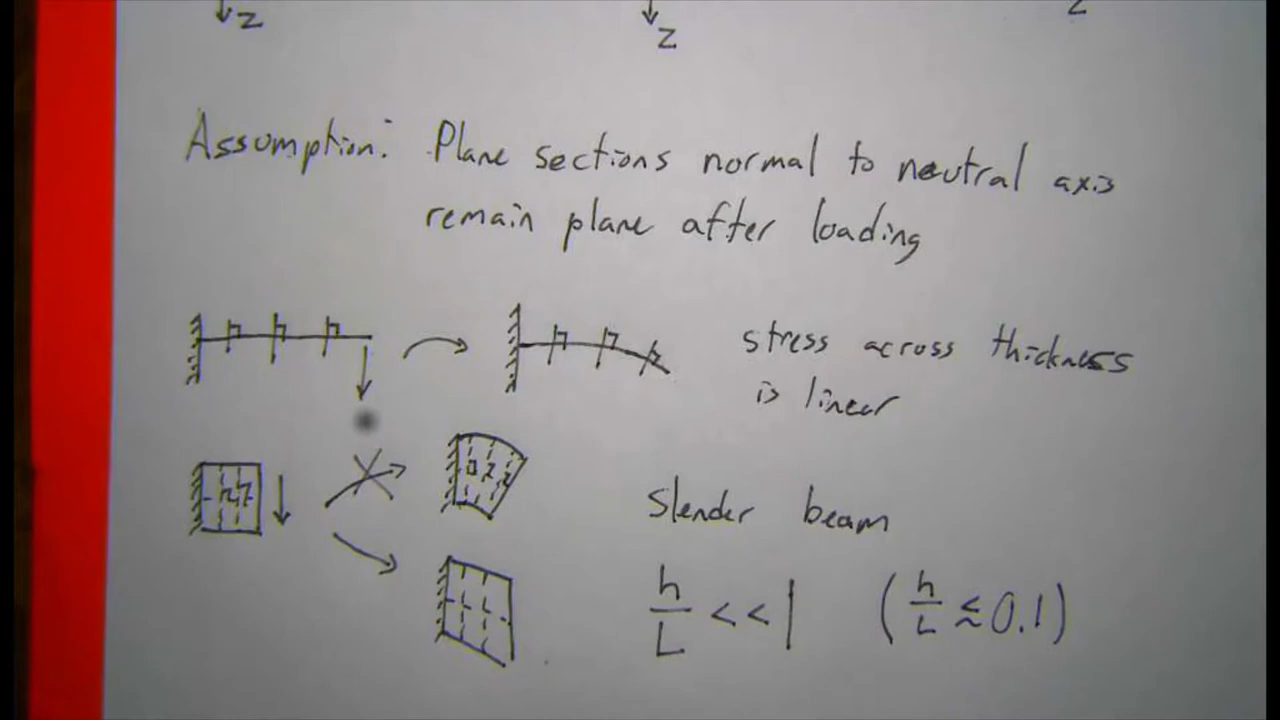 z
z
z
Assumption: Plane sections normal to neutral axis
remain plane after loading
stress across thickness
is linear
Slender beam
h/L << 1 (h/L ≲ 0.1)